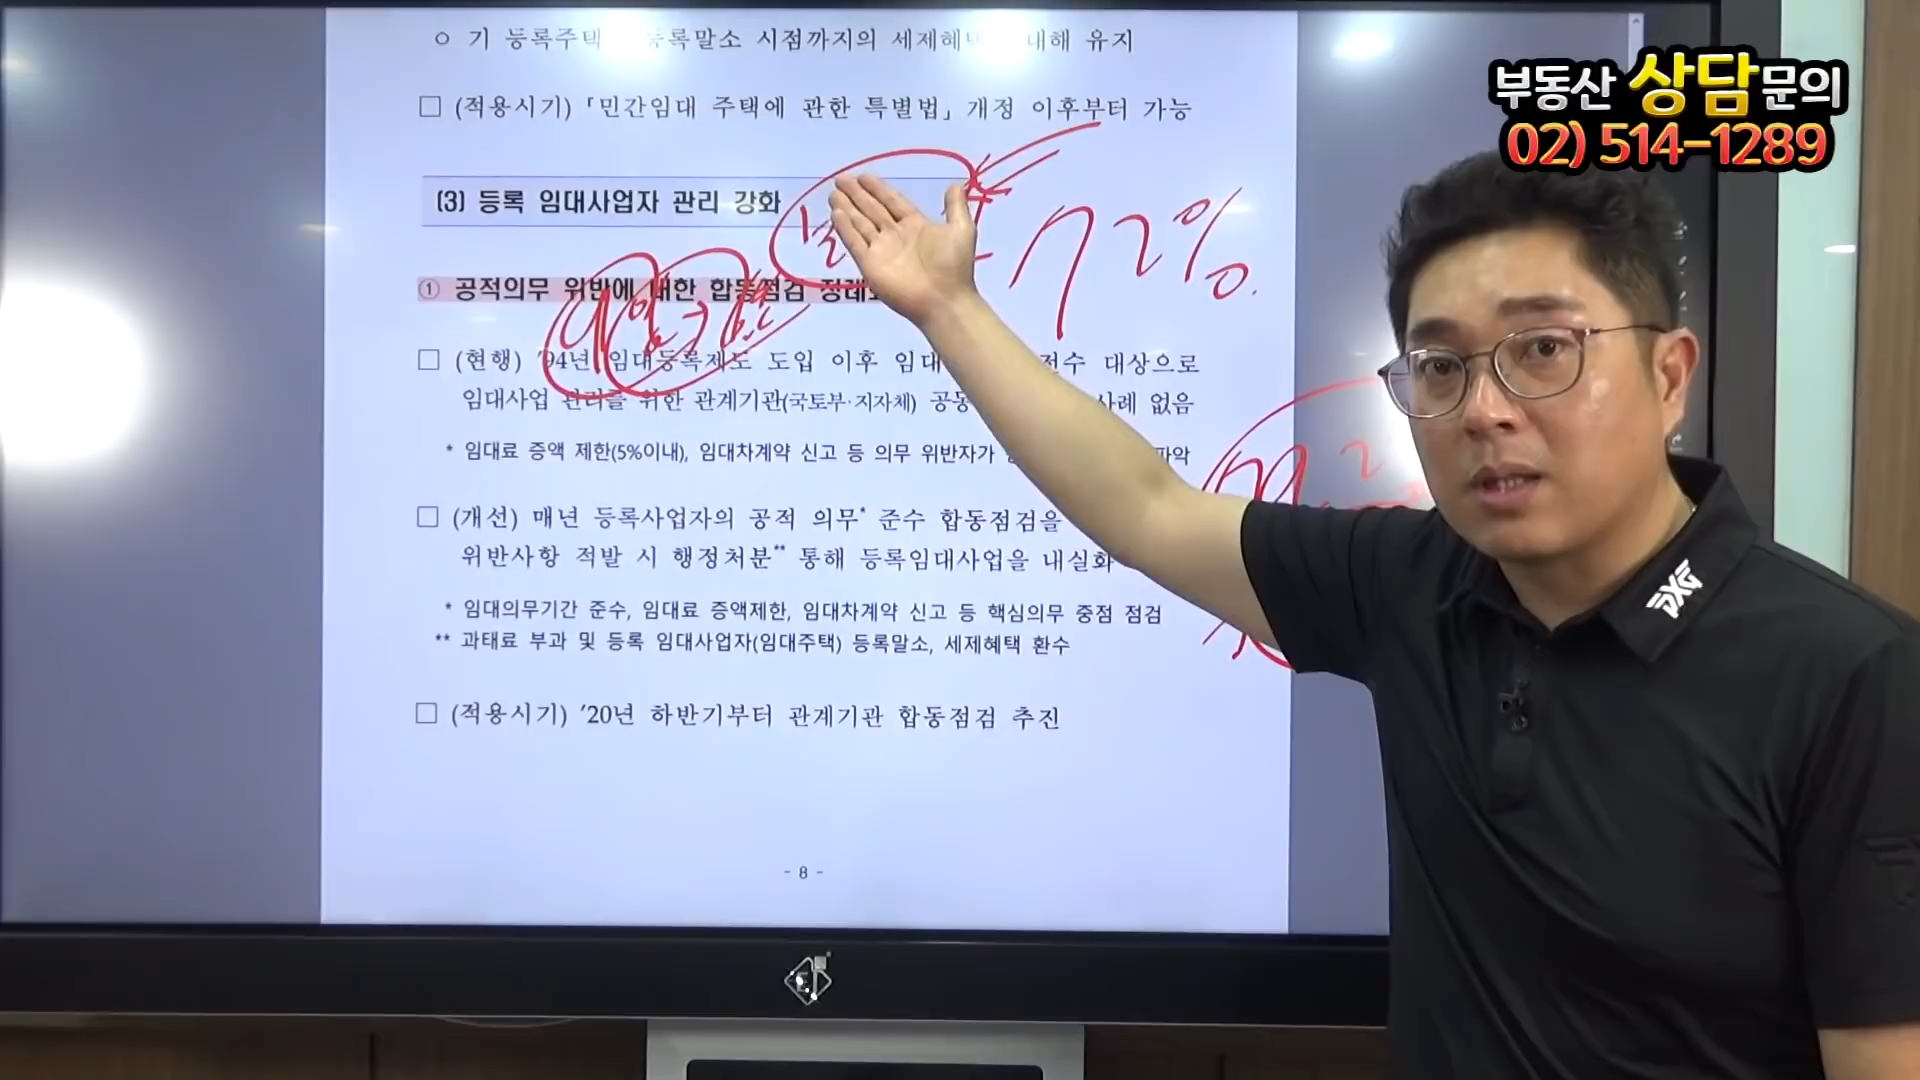 ○ 기 등록주택 등록말소 시점까지의 세제혜택 대해 유지
부동산 상담문의
02) 514-1289
□ (적용시기) 「민간임대 주택에 관한 특별법」 개정 이후부터 가능
(3) 등록 임대사업자 관리 강화
72%
① 공적의무 위반에 대한 합동점검 정례화
□ (현행) '94년 임대등록제도 도입 이후 임대 전수 대상으로
임대사업 관리를 위한 관계기관(국토부·지자체) 공동 사례 없음
* 임대료 증액 제한(5%이내), 임대차계약 신고 등 의무 위반자가 파악
□ (개선) 매년 등록사업자의 공적 의무* 준수 합동점검을
위반사항 적발 시 행정처분** 통해 등록임대사업을 내실화
* 임대의무기간 준수, 임대료 증액제한, 임대차계약 신고 등 핵심의무 중점 점검
** 과태료 부과 및 등록 임대사업자(임대주택) 등록말소, 세제혜택 환수
PXG
□ (적용시기) '20년 하반기부터 관계기관 합동점검 추진
- 8 -